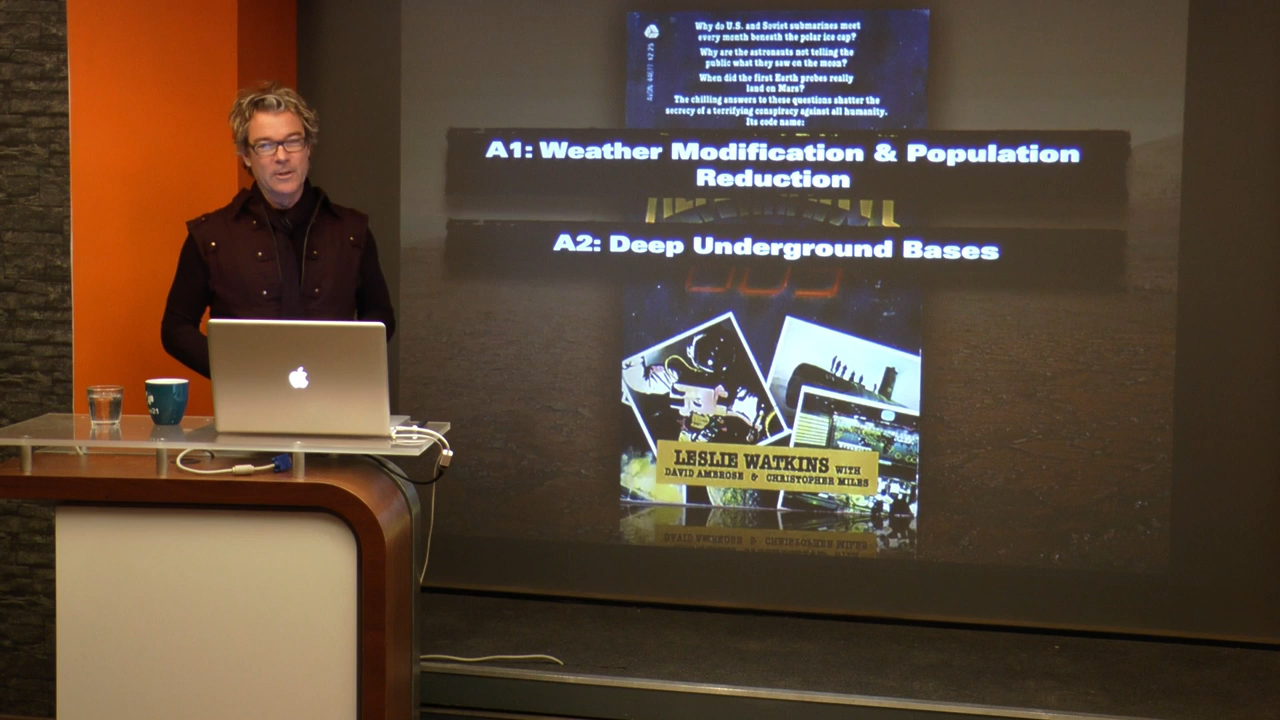 Why do U.S. and Soviet submarines meet
every month beneath the polar ice cap?
Why are the astronauts not telling the
public what they saw on the moon?
When did the first Earth probes really
land on Mars?
The chilling answers to these questions shatter the
secrecy of a terrifying conspiracy against all humanity.
Its code name:
A1: Weather Modification & Population
Reduction
A2: Deep Underground Bases
LESLIE WATKINS WITH
DAVID AMBROSE & CHRISTOPHER MILES